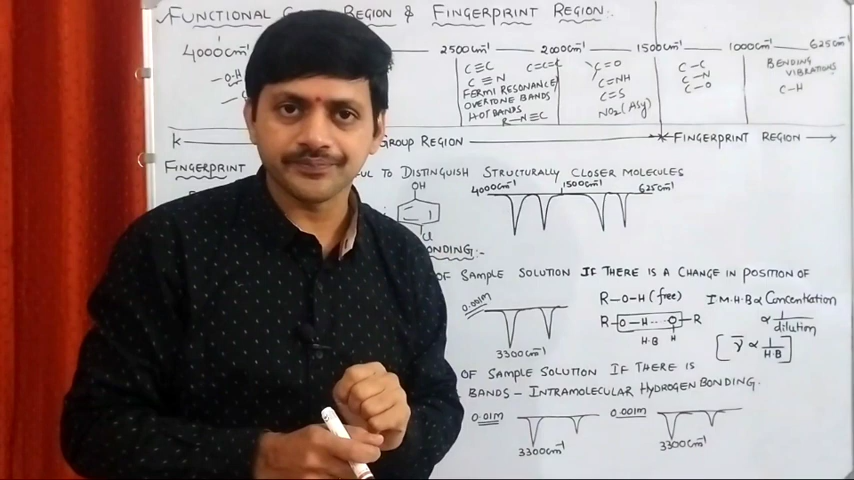 FUNCTIONAL REGION & FINGERPRINT REGION:
4000cm⁻¹ 2500cm⁻¹ 2000cm⁻¹ 1500cm⁻¹ 1000cm⁻¹ 625cm⁻¹
-O-H C≡C C=C=C C=O C-C BENDING
C≡N C=NH C-N VIBRATIONS
FERMI RESONANCE C=S C-O C-H
OVERTONE BANDS NO2 (Asy)
HOT BANDS
R-N≡C
GROUP REGION FINGERPRINT REGION
FINGERPRINT TO DISTINGUISH STRUCTURALLY CLOSER MOLECULES
OH 4000cm⁻¹ 1500cm⁻¹ 625cm⁻¹
Cl
BONDING:-
OF SAMPLE SOLUTION IF THERE IS A CHANGE IN POSITION OF
0.001M R-O-H (free) I M.H.B α Concentration
R-O-H...O-R α 1/dilution
H.B H
3300cm⁻¹ [ν̅ α 1/H.B]
OF SAMPLE SOLUTION IF THERE IS
BANDS - INTRAMOLECULAR HYDROGEN BONDING.
0.01M 0.001M
3300cm⁻¹ 3300cm⁻¹